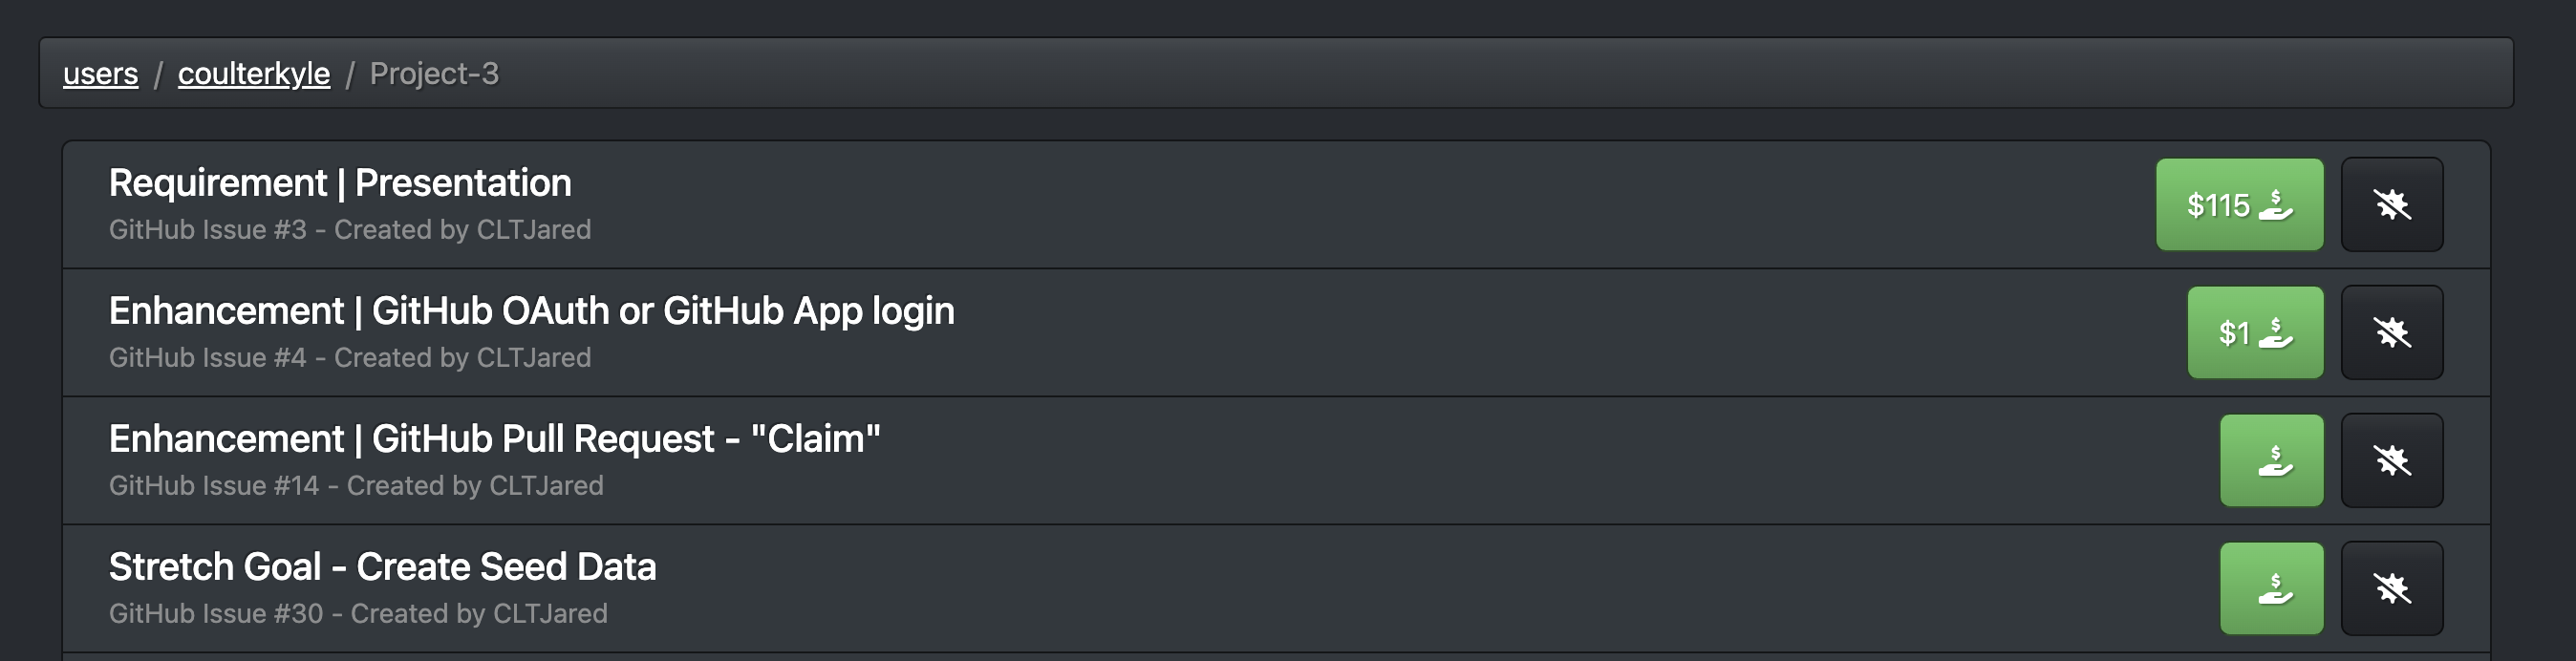 users / coulterkyle / Project-3
Requirement | Presentation
GitHub Issue #3 - Created by CLTJared
$115
Enhancement | GitHub OAuth or GitHub App login
GitHub Issue #4 - Created by CLTJared
$1
Enhancement | GitHub Pull Request - "Claim"
GitHub Issue #14 - Created by CLTJared
Stretch Goal - Create Seed Data
GitHub Issue #30 - Created by CLTJared